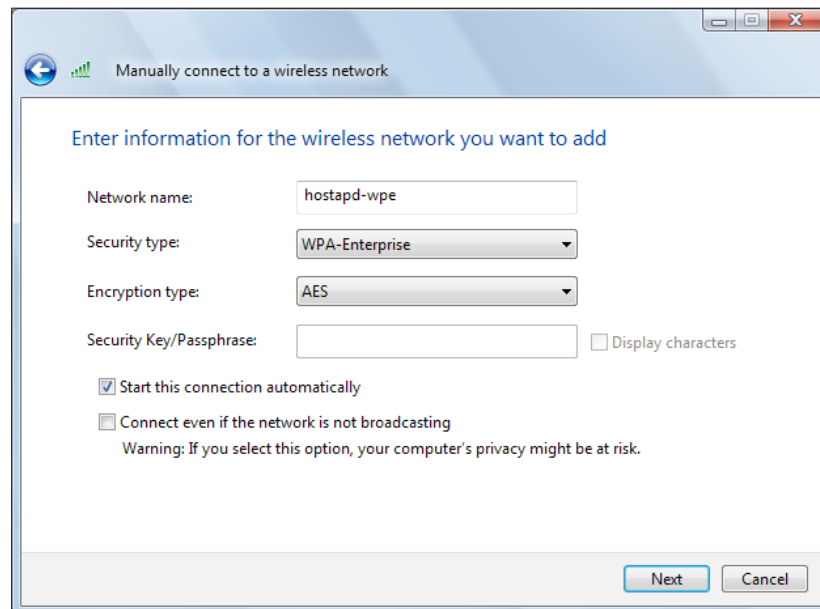 Manually connect to a wireless network
Enter information for the wireless network you want to add
Network name: hostapd-wpe
Security type: WPA-Enterprise
Encryption type: AES
Security Key/Passphrase: Display characters
Start this connection automatically
Connect even if the network is not broadcasting
Warning: If you select this option, your computer's privacy might be at risk.
Next Cancel